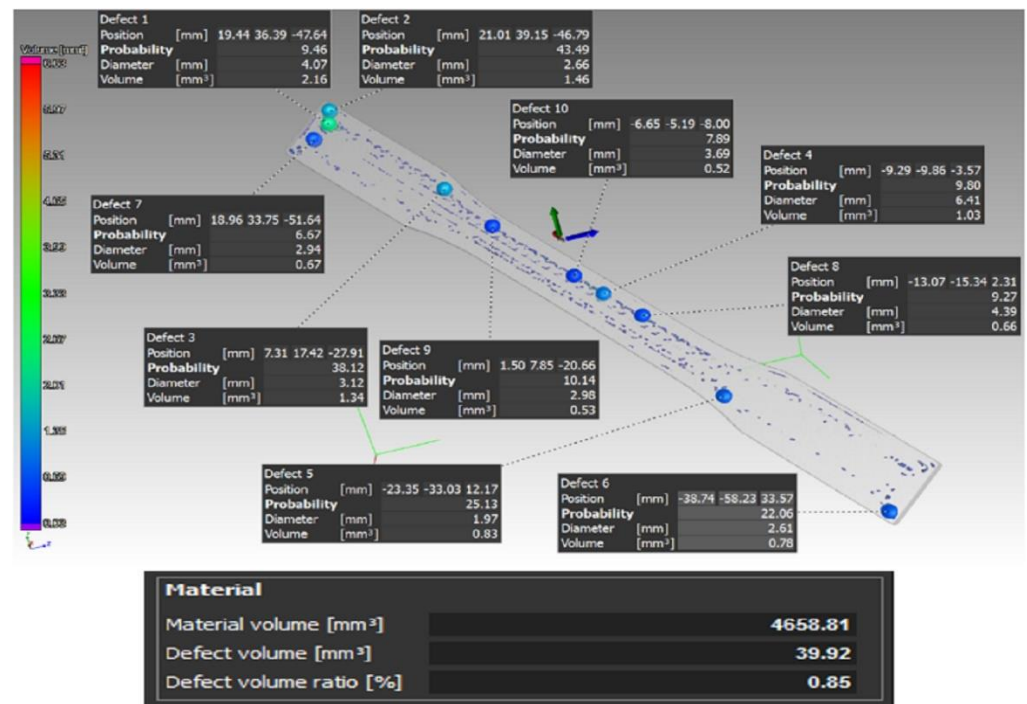 Defect 1
Position [mm] 19.44 36.39 -47.64
Probability 9.46
Diameter [mm] 4.07
Volume [mm³] 2.16
Defect 2
Position [mm] 21.01 39.15 -46.79
Probability 43.49
Diameter [mm] 2.66
Volume [mm³] 1.46
Volume [mm³]
Defect 10
Position [mm] -6.65 -5.19 -8.00
Probability 7.89
Diameter [mm] 3.69
Volume [mm³] 0.52
Defect 4
Position [mm] -9.29 -9.86 -3.57
Probability 9.80
Diameter [mm] 6.41
Volume [mm³] 1.03
Defect 7
Position [mm] 18.96 33.75 -51.64
Probability 6.67
Diameter [mm] 2.94
Volume [mm³] 0.67
Defect 8
Position [mm] -13.07 -15.34 2.31
Probability 9.27
Diameter [mm] 4.39
Volume [mm³] 0.66
Defect 3
Position [mm] 7.31 17.42 -27.91
Probability 38.12
Diameter [mm] 3.12
Volume [mm³] 1.34
Defect 9
Position [mm] 1.50 7.85 -20.66
Probability 10.14
Diameter [mm] 2.98
Volume [mm³] 0.53
Defect 5
Position [mm] -23.35 -33.03 12.17
Probability 25.13
Diameter [mm] 1.97
Volume [mm³] 0.83
Defect 6
Position [mm] -38.74 -58.23 33.57
Probability 22.06
Diameter [mm] 2.61
Volume [mm³] 0.78
Material
Material volume [mm³] 4658.81
Defect volume [mm³] 39.92
Defect volume ratio [%] 0.85